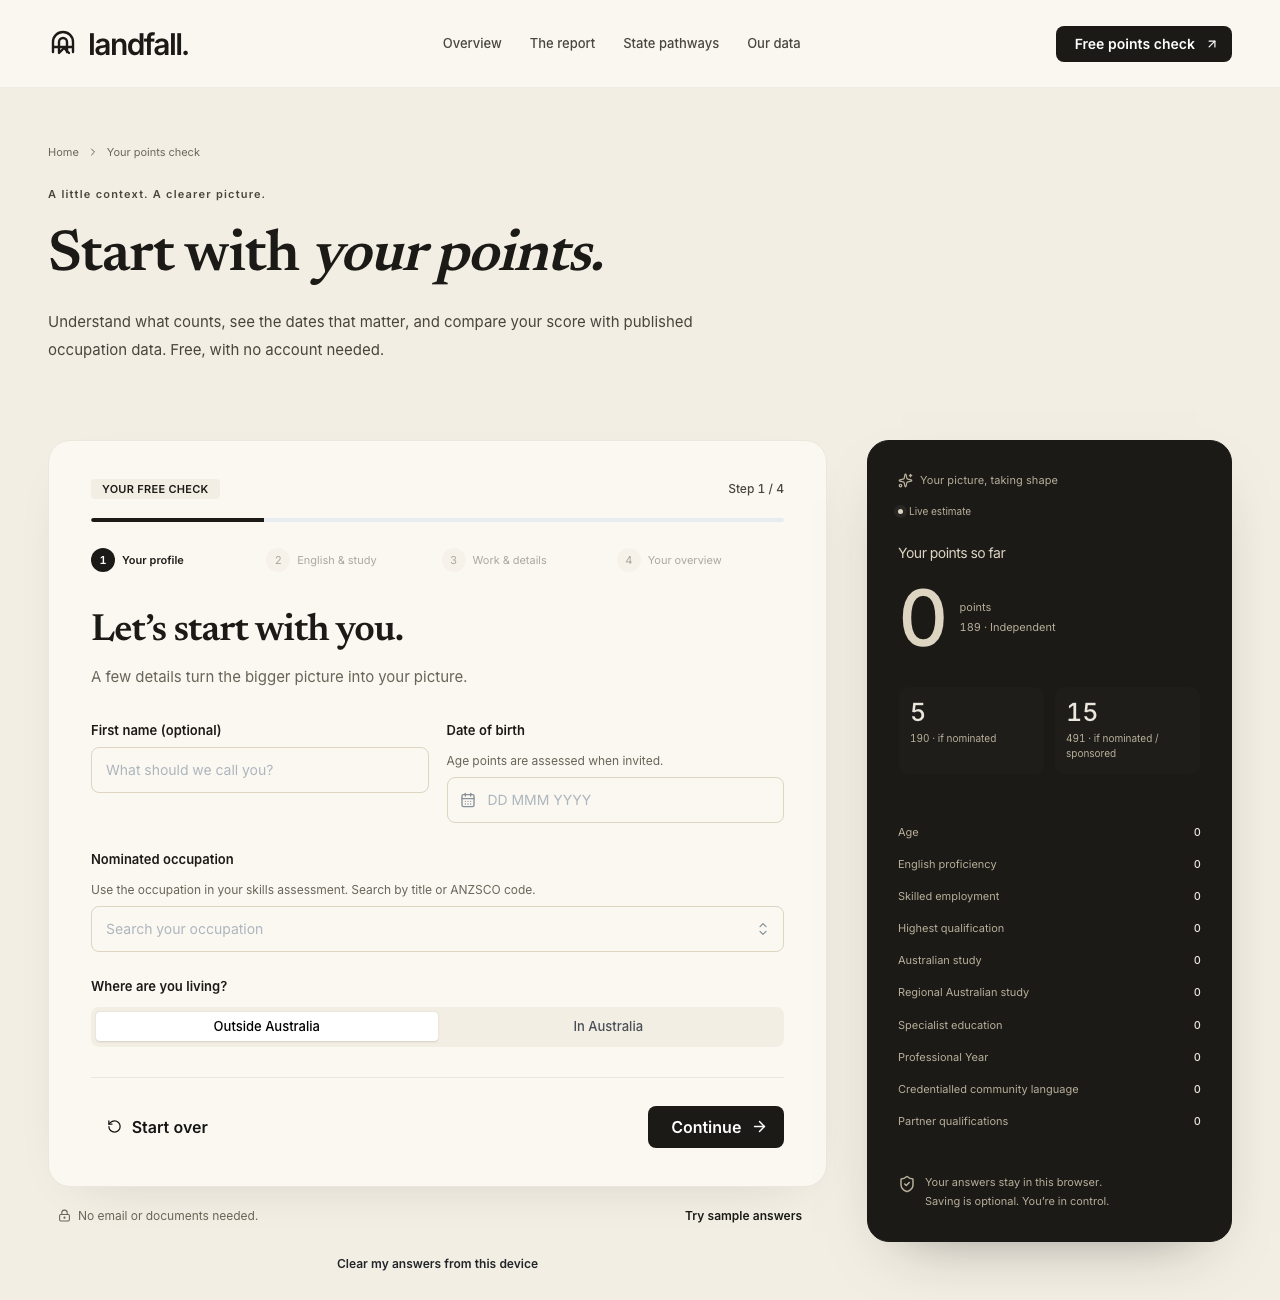 landfall.
Overview
The report
State pathways
Our data
Free points check
Home
Your points check
A little context. A clearer picture.
Start with your points.
Understand what counts, see the dates that matter, and compare your score with published
occupation data. Free, with no account needed.
YOUR FREE CHECK
Step 1 / 4
1 Your profile
2 English & study
3 Work & details
4 Your overview
Let’s start with you.
A few details turn the bigger picture into your picture.
First name (optional)
What should we call you?
Date of birth
Age points are assessed when invited.
DD MMM YYYY
Nominated occupation
Use the occupation in your skills assessment. Search by title or ANZSCO code.
Search your occupation
Where are you living?
Outside Australia
In Australia
Start over
Continue
No email or documents needed.
Try sample answers
Clear my answers from this device
Your picture, taking shape
Live estimate
Your points so far
0
points
189 · Independent
5
190 · if nominated
15
491 · if nominated /
sponsored
Age 0
English proficiency 0
Skilled employment 0
Highest qualification 0
Australian study 0
Regional Australian study 0
Specialist education 0
Professional Year 0
Credentialled community language 0
Partner qualifications 0
Your answers stay in this browser.
Saving is optional. You’re in control.